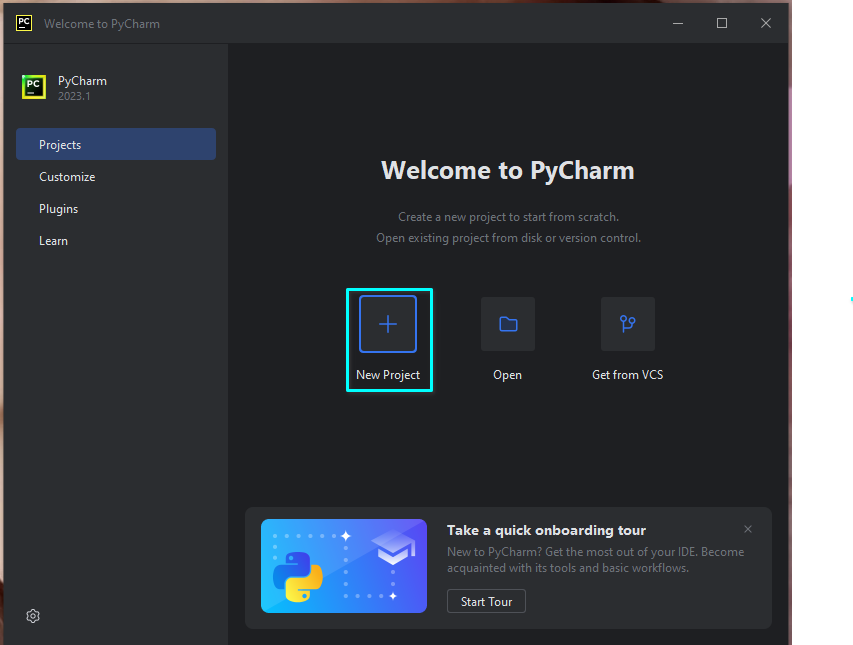 PC Welcome to PyCharm
PC PyCharm
2023.1
Projects
Customize
Plugins
Learn
Welcome to PyCharm
Create a new project to start from scratch.
Open existing project from disk or version control.
New Project
Open
Get from VCS
Take a quick onboarding tour
New to PyCharm? Get the most out of your IDE. Become
acquainted with its tools and basic workflows.
Start Tour